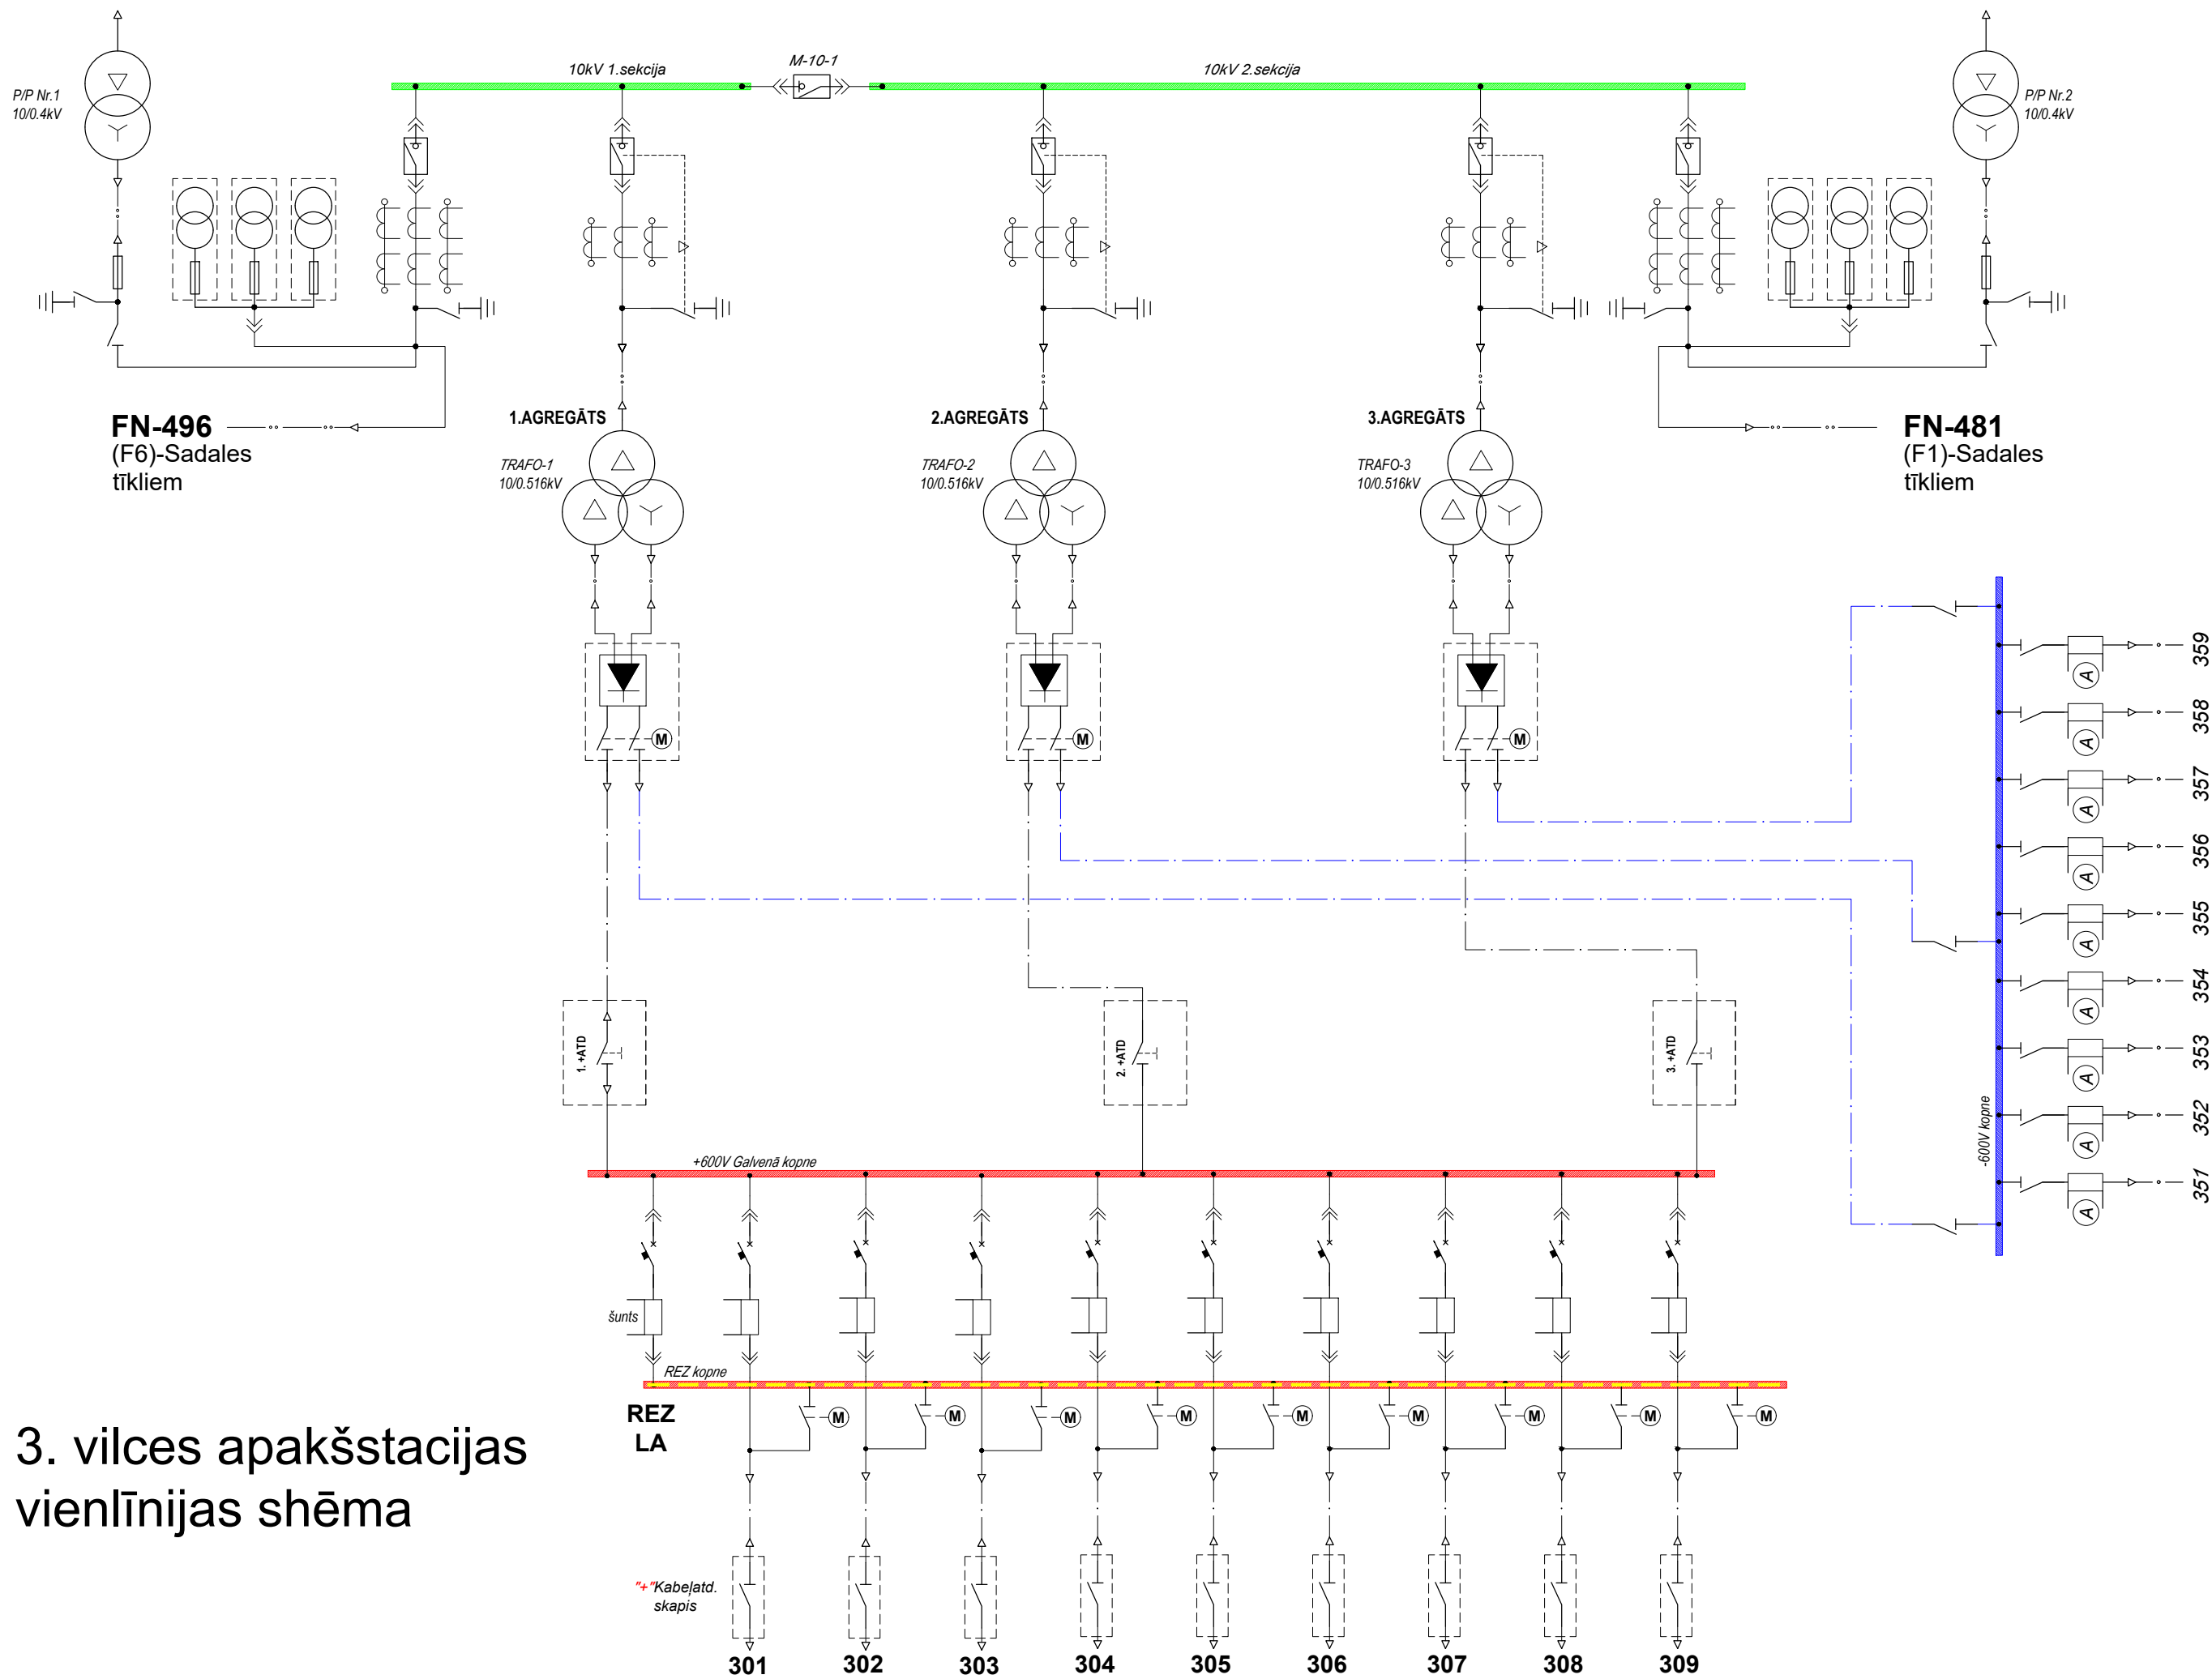 10kV 1.sekcija
M-10-1
10kV 2.sekcija
P/P Nr.1
10/0.4kV
P/P Nr.2
10/0.4kV
FN-496
(F6)-Sadales
tīkliem
1.AGREGĀTS
TRAFO-1
10/0.516kV
2.AGREGĀTS
TRAFO-2
10/0.516kV
3.AGREGĀTS
TRAFO-3
10/0.516kV
FN-481
(F1)-Sadales
tīkliem
M
M
M
359
A
358
A
357
A
356
A
355
A
354
A
353
A
352
A
351
A
-600V kopne
1. +ATD
2. +ATD
3. +ATD
+600V Galvenā kopne
šunts
REZ kopne
REZ
LA
M
M
M
M
M
M
M
M
M
3. vilces apakšstacijas
vienlīnijas shēma
"+"Kabeļatd.
skapis
301
302
303
304
305
306
307
308
309